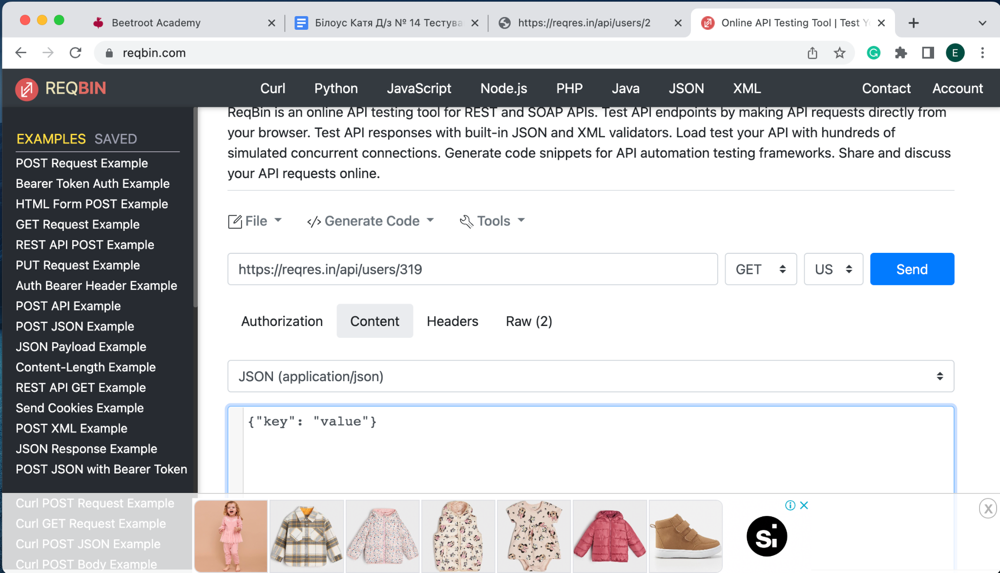 Beetroot Academy
Білоус Катя Д/з № 14 Тестува
https://reqres.in/api/users/2
Online API Testing Tool | Test Y
reqbin.com
E
REQBIN
Curl
Python
JavaScript
Node.js
PHP
Java
JSON
XML
Contact
Account
EXAMPLES SAVED
POST Request Example
Bearer Token Auth Example
HTML Form POST Example
GET Request Example
REST API POST Example
PUT Request Example
Auth Bearer Header Example
POST API Example
POST JSON Example
JSON Payload Example
Content-Length Example
REST API GET Example
Send Cookies Example
POST XML Example
JSON Response Example
POST JSON with Bearer Token
Curl POST Request Example
Curl GET Request Example
Curl POST JSON Example
Curl POST Body Example
ReqBin is an online API testing tool for REST and SOAP APIs. Test API endpoints by making API requests directly from
your browser. Test API responses with built-in JSON and XML validators. Load test your API with hundreds of
simulated concurrent connections. Generate code snippets for API automation testing frameworks. Share and discuss
your API requests online.
File
</> Generate Code
Tools
https://reqres.in/api/users/319
GET
US
Send
Authorization
Content
Headers
Raw (2)
JSON (application/json)
{"key": "value"}
Si
X